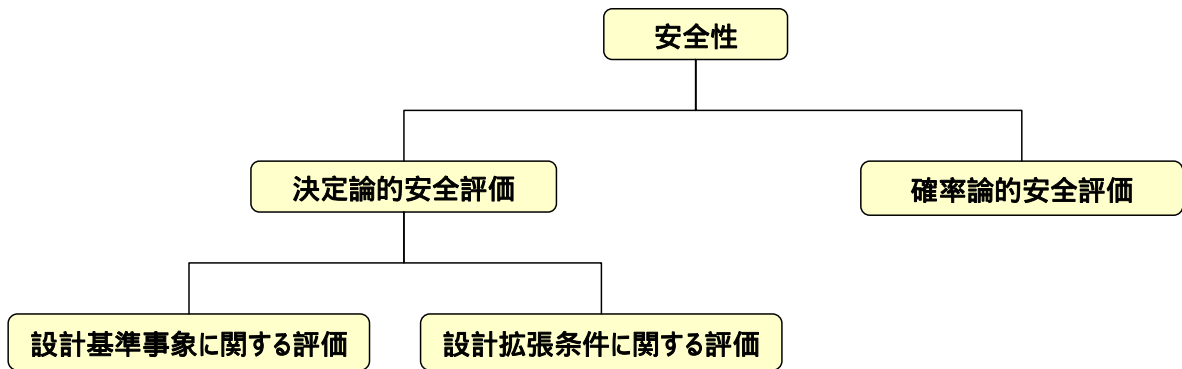 安全性
決定論的安全評価
確率論的安全評価
設計基準事象に関する評価
設計拡張条件に関する評価